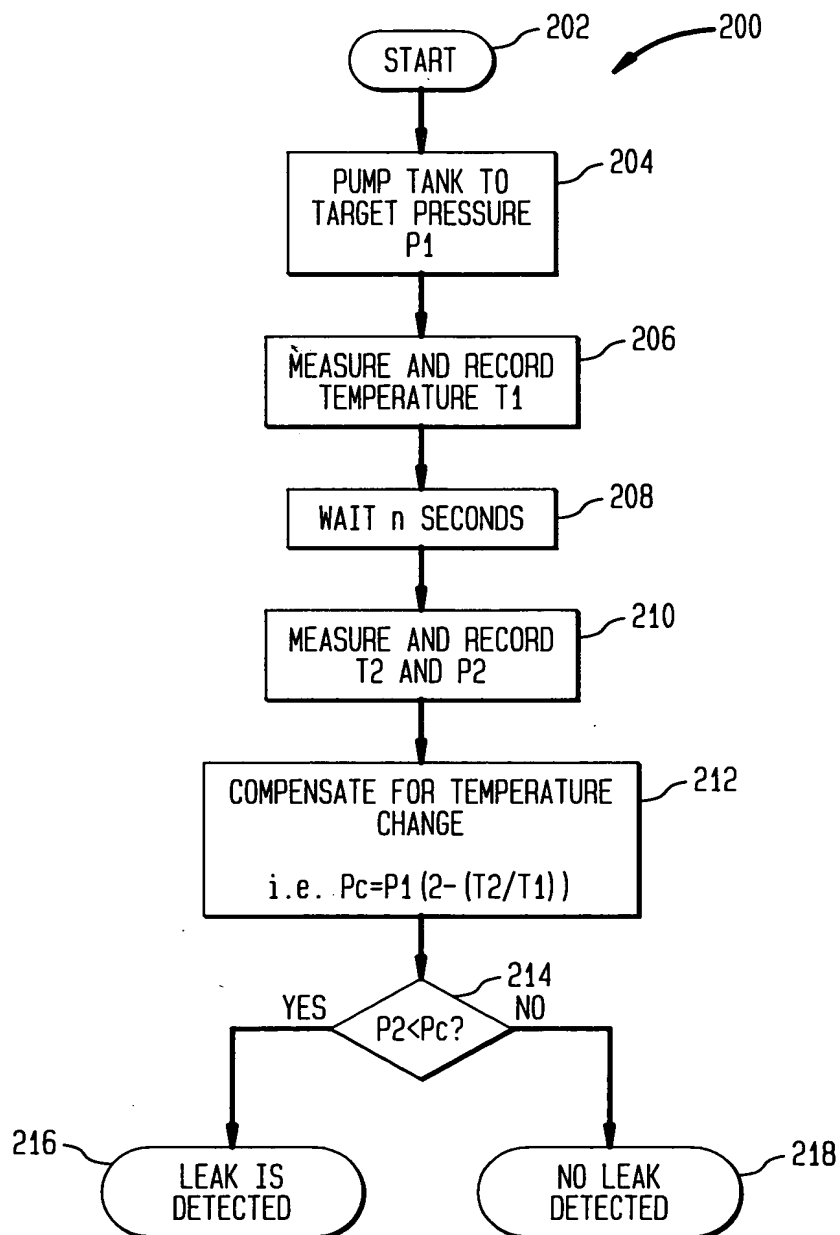 202
200
START
204
PUMP TANK TO
TARGET PRESSURE
P1
206
MEASURE AND RECORD
TEMPERATURE T1
208
WAIT n SECONDS
210
MEASURE AND RECORD
T2 AND P2
212
COMPENSATE FOR TEMPERATURE
CHANGE
i.e. Pc=P1(2-(T2/T1))
214
YES
NO
P2<Pc?
216
LEAK IS
DETECTED
218
NO LEAK
DETECTED